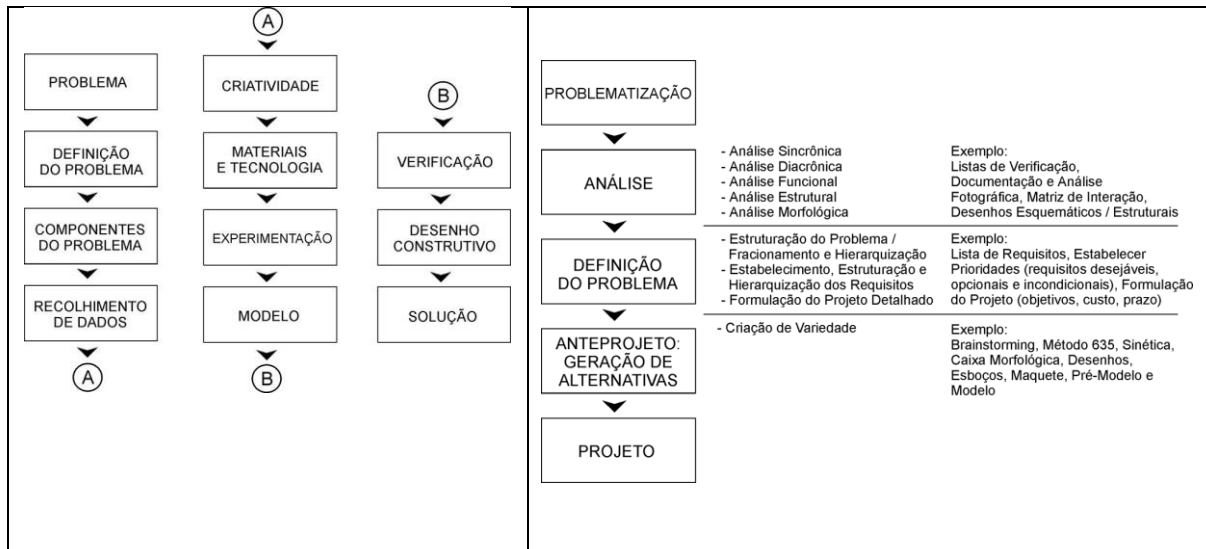 PROBLEMA
DEFINIÇÃO
DO PROBLEMA
COMPONENTES
DO PROBLEMA
RECOLHIMENTO
DE DADOS
A
A
CRIATIVIDADE
MATERIAIS
E TECNOLOGIA
EXPERIMENTAÇÃO
MODELO
B
B
VERIFICAÇÃO
DESENHO
CONSTRUTIVO
SOLUÇÃO
PROBLEMATIZAÇÃO
ANÁLISE
- Análise Sincrônica
- Análise Diacrônica
- Análise Funcional
- Análise Estrutural
- Análise Morfológica
Exemplo:
Listas de Verificação,
Documentação e Análise
Fotográfica, Matriz de Interação,
Desenhos Esquemáticos / Estruturais
DEFINIÇÃO
DO PROBLEMA
- Estruturação do Problema /
Fracionamento e Hierarquização
- Estabelecimento, Estruturação e
Hierarquização dos Requisitos
- Formulação do Projeto Detalhado
Exemplo:
Lista de Requisitos, Estabelecer
Prioridades (requisitos desejáveis,
opcionais e incondicionais), Formulação
do Projeto (objetivos, custo, prazo)
ANTEPROJETO:
GERAÇÃO DE
ALTERNATIVAS
- Criação de Variedade
Exemplo:
Brainstorming, Método 635, Sinética,
Caixa Morfológica, Desenhos,
Esboços, Maquete, Pré-Modelo e
Modelo
PROJETO